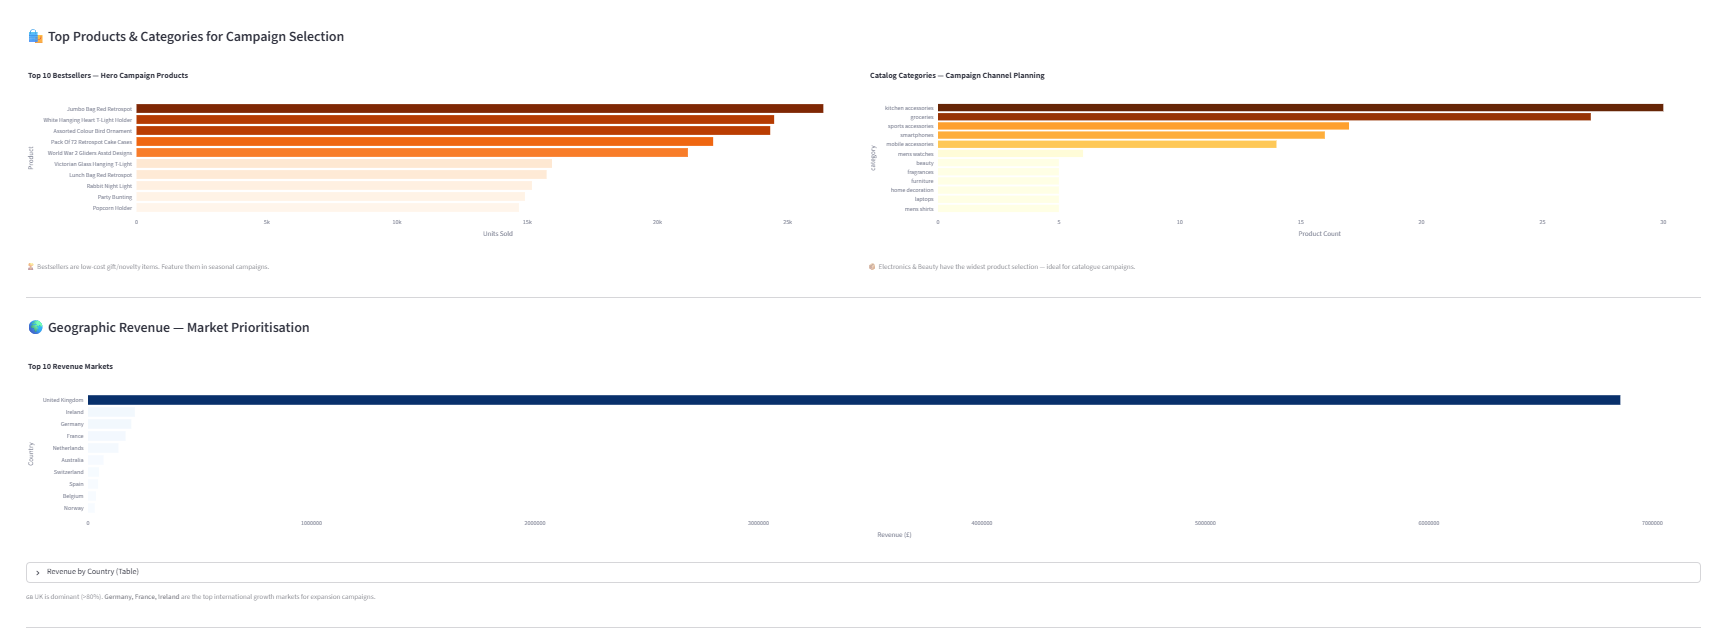 Top Products & Categories for Campaign Selection
Top 10 Bestsellers — Hero Campaign Products
Product
Jumbo Bag Red Retrospot
White Hanging Heart T-Light Holder
Assorted Colour Bird Ornament
Pack Of 72 Retrospot Cake Cases
World War 2 Gliders Asstd Designs
Victorian Glass Hanging T-Light
Lunch Bag Red Retrospot
Rabbit Night Light
Party Bunting
Popcorn Holder
0 5k 10k 15k 20k 25k
Units Sold
Bestsellers are low-cost gift/novelty items. Feature them in seasonal campaigns.
Catalog Categories — Campaign Channel Planning
category
kitchen accessories
groceries
sports accessories
smartphones
mobile accessories
mens watches
beauty
fragrances
furniture
home decoration
laptops
mens shirts
0 5 10 15 20 25 30
Product Count
Electronics & Beauty have the widest product selection — ideal for catalogue campaigns.
Geographic Revenue — Market Prioritisation
Top 10 Revenue Markets
Country
United Kingdom
Ireland
Germany
France
Netherlands
Australia
Switzerland
Spain
Belgium
Norway
0 1000000 2000000 3000000 4000000 5000000 6000000 7000000
Revenue (£)
Revenue by Country (Table)
GB UK is dominant (>80%). Germany, France, Ireland are the top international growth markets for expansion campaigns.